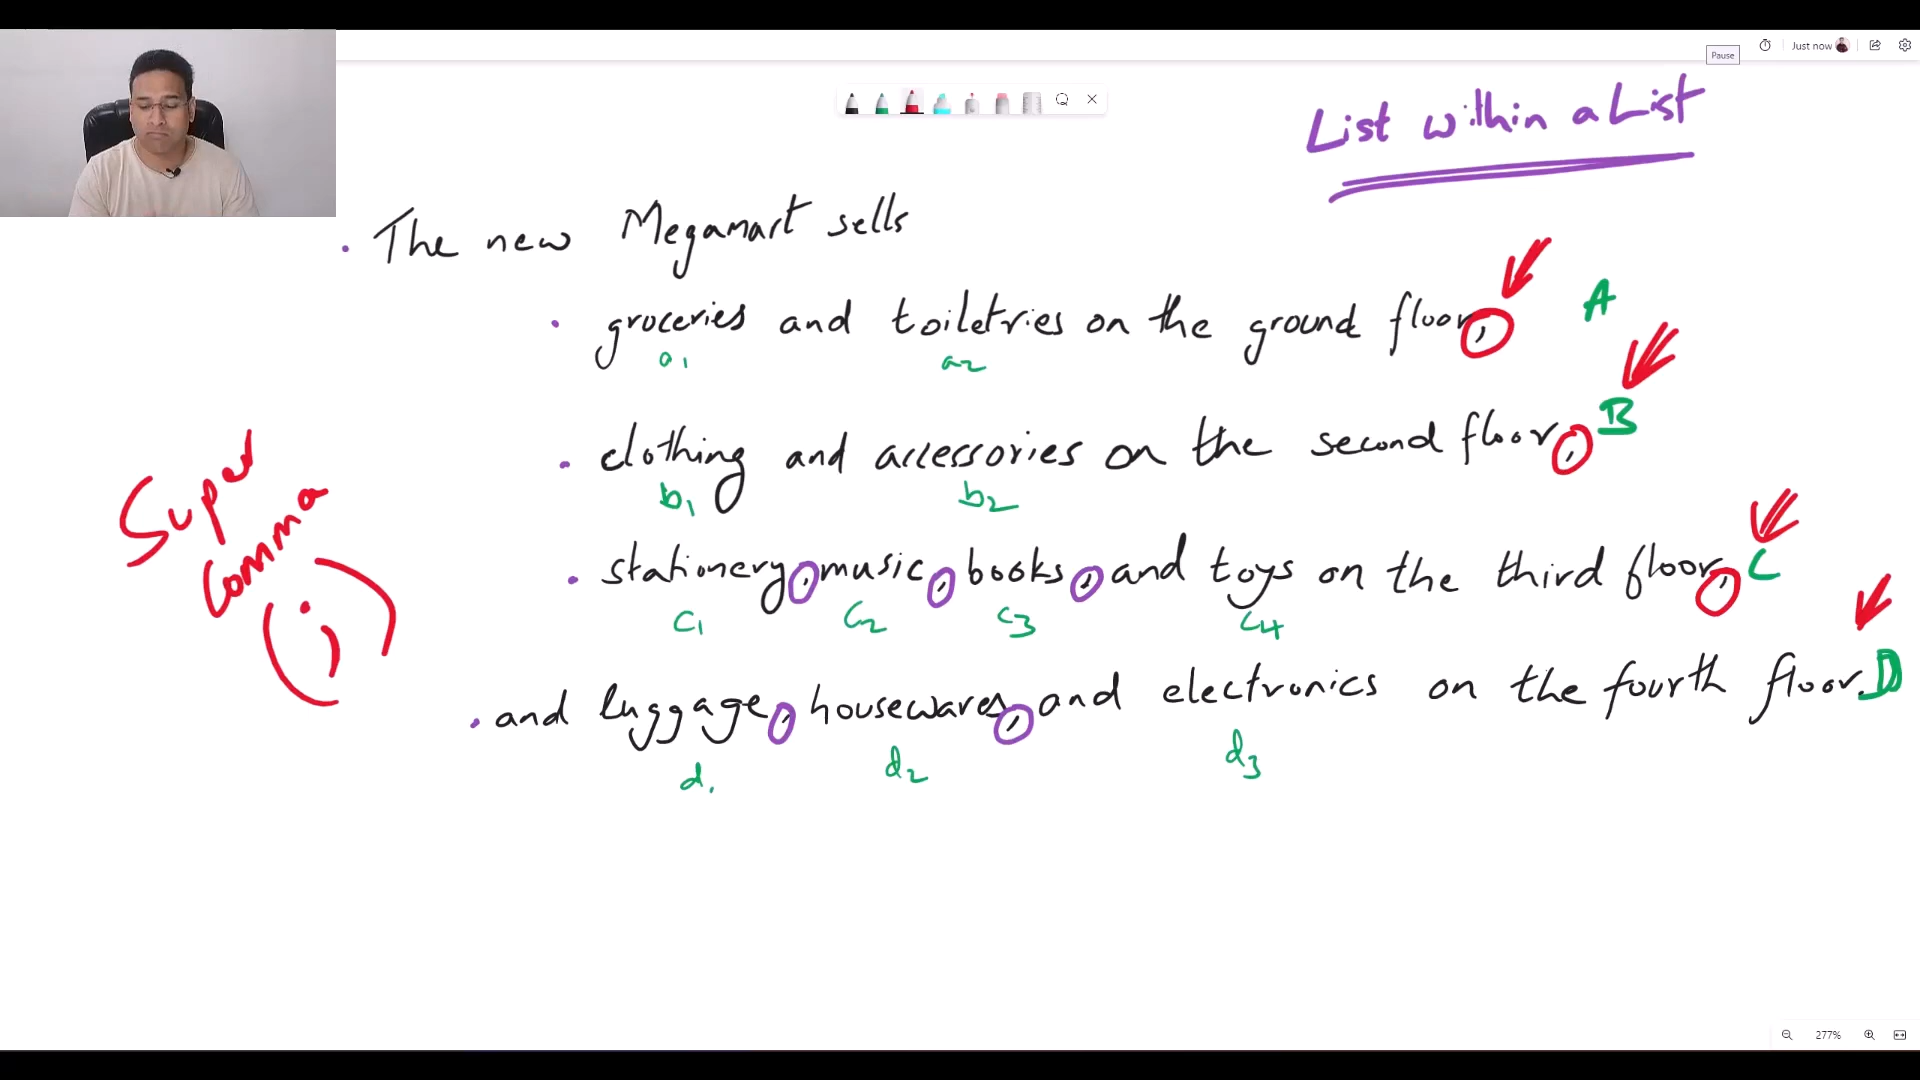 Just now
Pause
List within a List
The new Megamart sells
groceries and toiletries on the ground floor, A
a1 a2
clothing and accessories on the second floor, B
b1 b2
stationery, music, books, and toys on the third floor, C
c1 c2 c3 c4
and luggage, housewares, and electronics on the fourth floor. D
d1 d2 d3
Super
Comma
(;)
277%